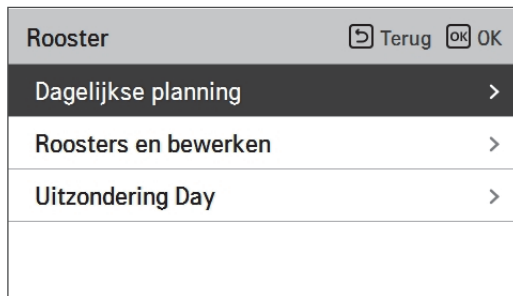 Rooster Terug OK OK
Dagelijkse planning >
Roosters en bewerken >
Uitzondering Day >